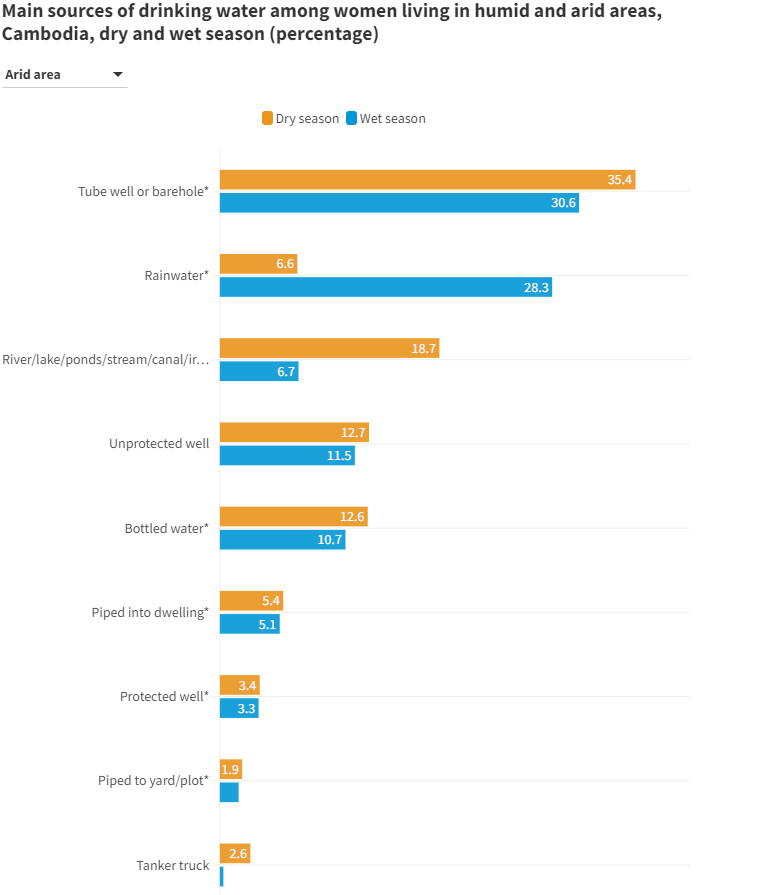 Main sources of drinking water among women living in humid and arid areas,
Cambodia, dry and wet season (percentage)
Arid area
Dry season Wet season
Tube well or barehole*
35.4
30.6
Rainwater*
6.6
28.3
River/lake/ponds/stream/canal/ir…
18.7
6.7
Unprotected well
12.7
11.5
Bottled water*
12.6
10.7
Piped into dwelling*
5.4
5.1
Protected well*
3.4
3.3
Piped to yard/plot*
1.9
Tanker truck
2.6